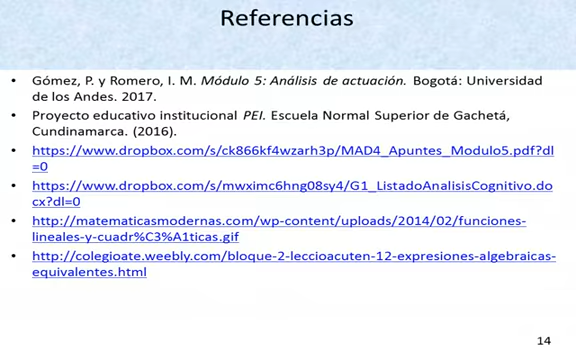 Referencias
• Gómez, P. y Romero, I. M. Módulo 5: Análisis de actuación. Bogotá: Universidad
de los Andes. 2017.
• Proyecto educativo institucional PEI. Escuela Normal Superior de Gachetá,
Cundinamarca. (2016).
• https://www.dropbox.com/s/ck866kf4wzarh3p/MAD4_Apuntes_Modulo5.pdf?dl
=0
• https://www.dropbox.com/s/mwximc6hng08sy4/G1_ListadoAnalisisCognitivo.do
cx?dl=0
• http://matematicasmodernas.com/wp-content/uploads/2014/02/funciones-
lineales-y-cuadr%C3%A1ticas.gif
• http://colegioate.weebly.com/bloque-2-leccioacuten-12-expresiones-algebraicas-
equivalentes.html
14